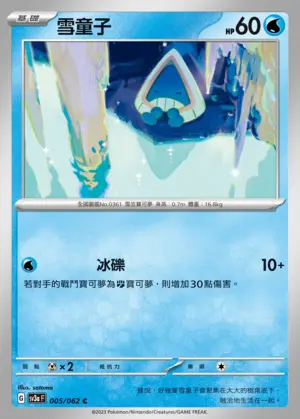 基礎 雪童子 HP60
全國圖鑑No.0361 雪笠寶可夢 身高:0.7m 體重:16.8kg
冰礫 10+
若對手的戰鬥寶可夢為寶可夢，則增加30點傷害。
弱點 ×2 抵抗力 撤退
illus. satoma
G sv3a F 005/062 C
據說，好幾隻雪童子會聚集在大大的樹底下，
融洽地生活在一起。
©2023 Pokémon/Nintendo/Creatures/GAME FREAK.